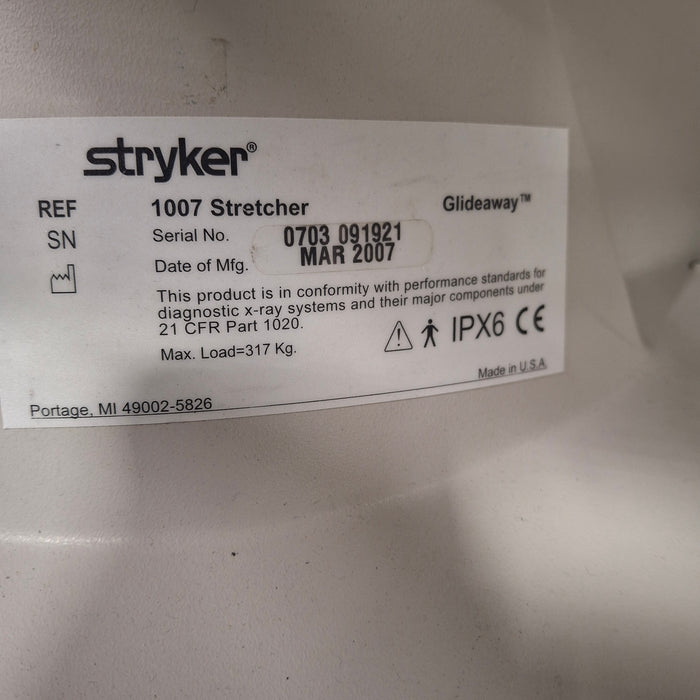 stryker®
REF 1007 Stretcher Glideaway™
SN Serial No. 0703 091921
Date of Mfg. MAR 2007
This product is in conformity with performance standards for
diagnostic x-ray systems and their major components under
21 CFR Part 1020.
Max. Load=317 Kg.
IPX6 CE
Made in U.S.A.
Portage, MI 49002-5826